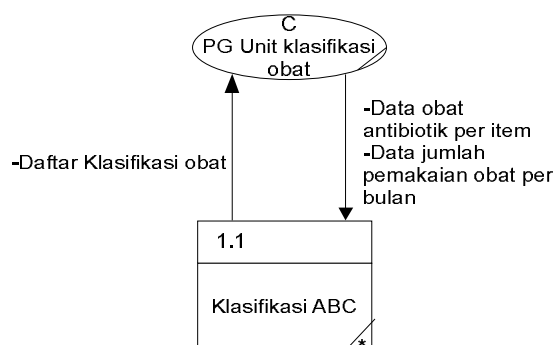 C
PG Unit klasifikasi
obat
-Data obat
antibiotik per item
-Data jumlah
pemakaian obat per
bulan
-Daftar Klasifikasi obat
1.1
Klasifikasi ABC
*